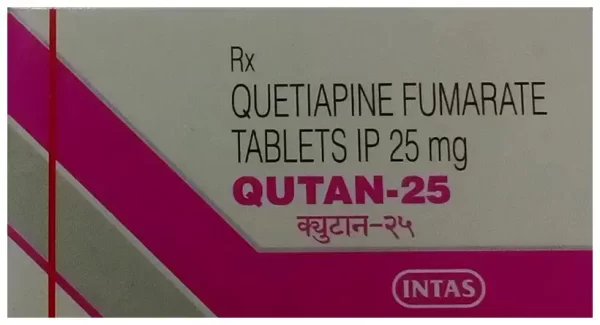 Rx
QUETIAPINE FUMARATE
TABLETS IP 25 mg
QUTAN-25
क्युटान-२५
INTAS